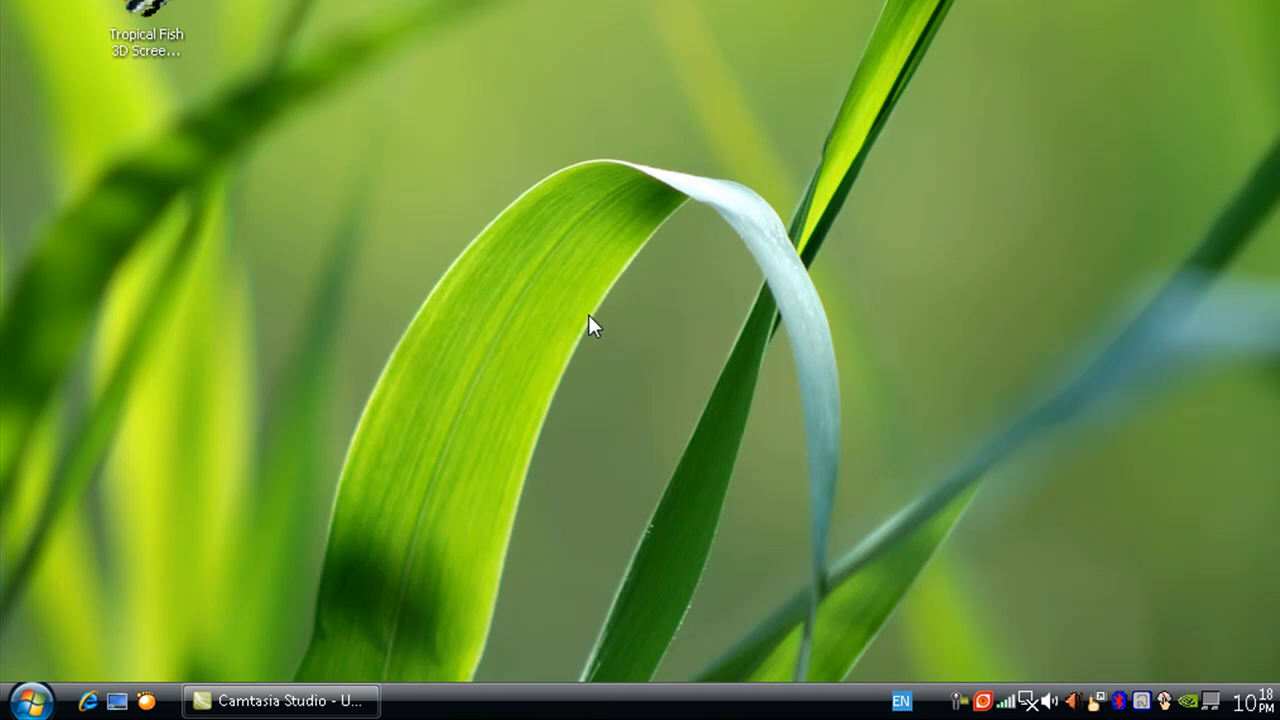 Tropical Fish
3D Scree...
Camtasia Studio - U...
EN
10 18 PM